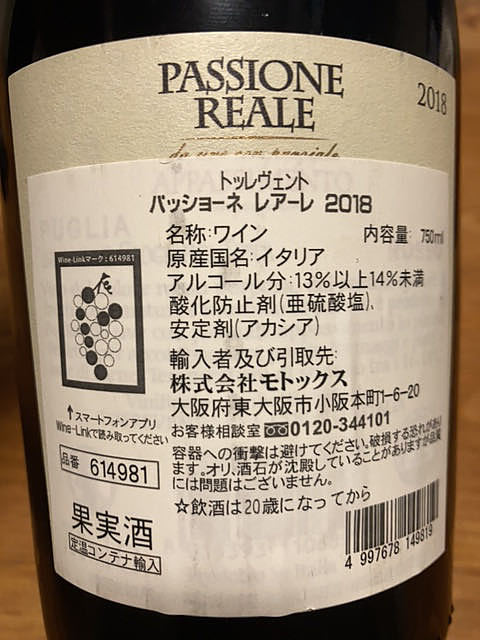 PASSIONE
REALE
2018
PUGLIA
トッレヴェント
パッショーネ レアーレ 2018
名称:ワイン 内容量: 750ml
原産国名:イタリア
アルコール分:13%以上14%未満
酸化防止剤(亜硫酸塩)、
安定剤(アカシア)
輸入者及び引取先:
株式会社モトックス
大阪府東大阪市小阪本町1-6-20
お客様相談室 0120-344101
容器への衝撃は避けてください。破損する恐れがあり
ます。オリ、酒石が沈殿していることがありますが品質
には問題はございません。
☆飲酒は20歳になってから
Wine-Linkマーク:614981
↑スマートフォンアプリ
Wine-Linkで読み取ってください
品番 614981
果実酒
定温コンテナ輸入
4 997678 149819